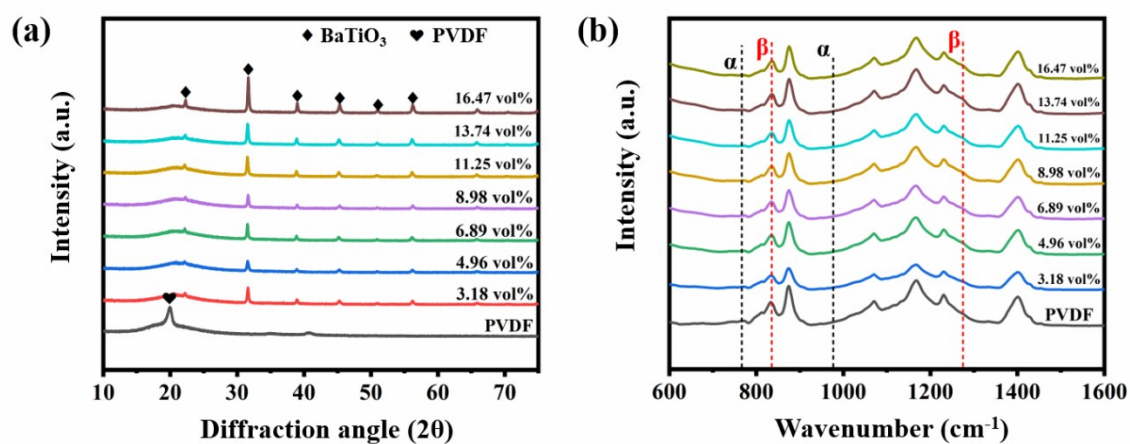 (a)
♦ BaTiO₃ ♥ PVDF
16.47 vol%
13.74 vol%
11.25 vol%
8.98 vol%
6.89 vol%
4.96 vol%
3.18 vol%
PVDF
Intensity (a.u.)
10 20 30 40 50 60 70
Diffraction angle (2θ)
(b)
α β α β
16.47 vol%
13.74 vol%
11.25 vol%
8.98 vol%
6.89 vol%
4.96 vol%
3.18 vol%
PVDF
Intensity (a.u.)
600 800 1000 1200 1400 1600
Wavenumber (cm⁻¹)